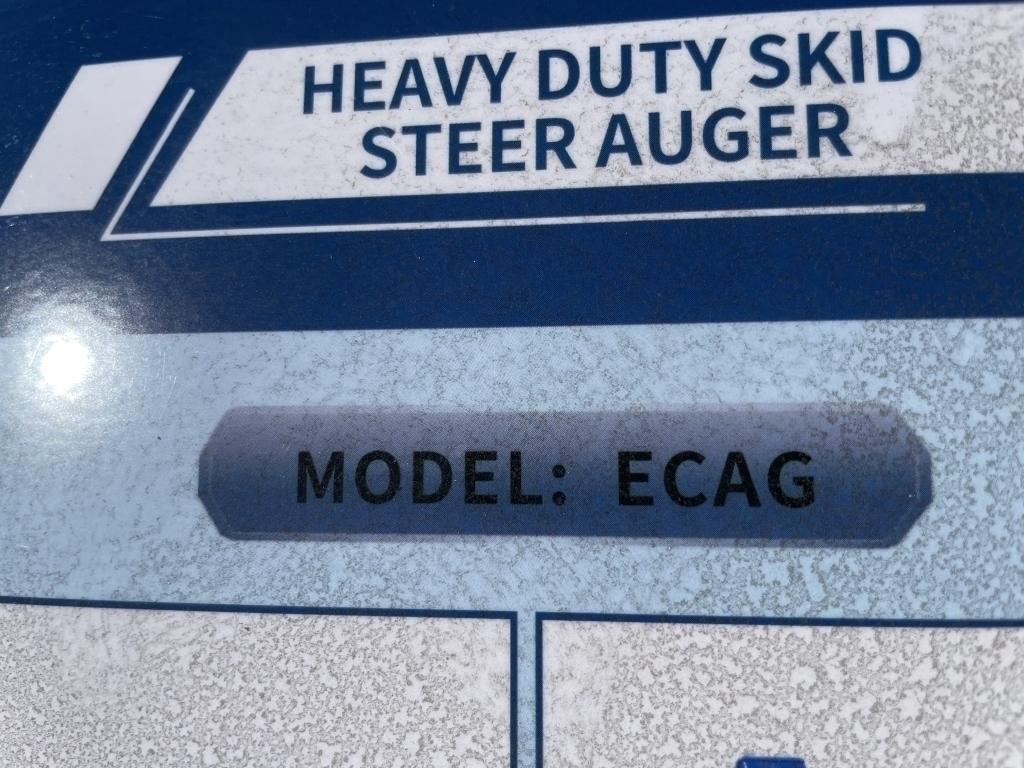 HEAVY DUTY SKID
STEER AUGER
MODEL: ECAG